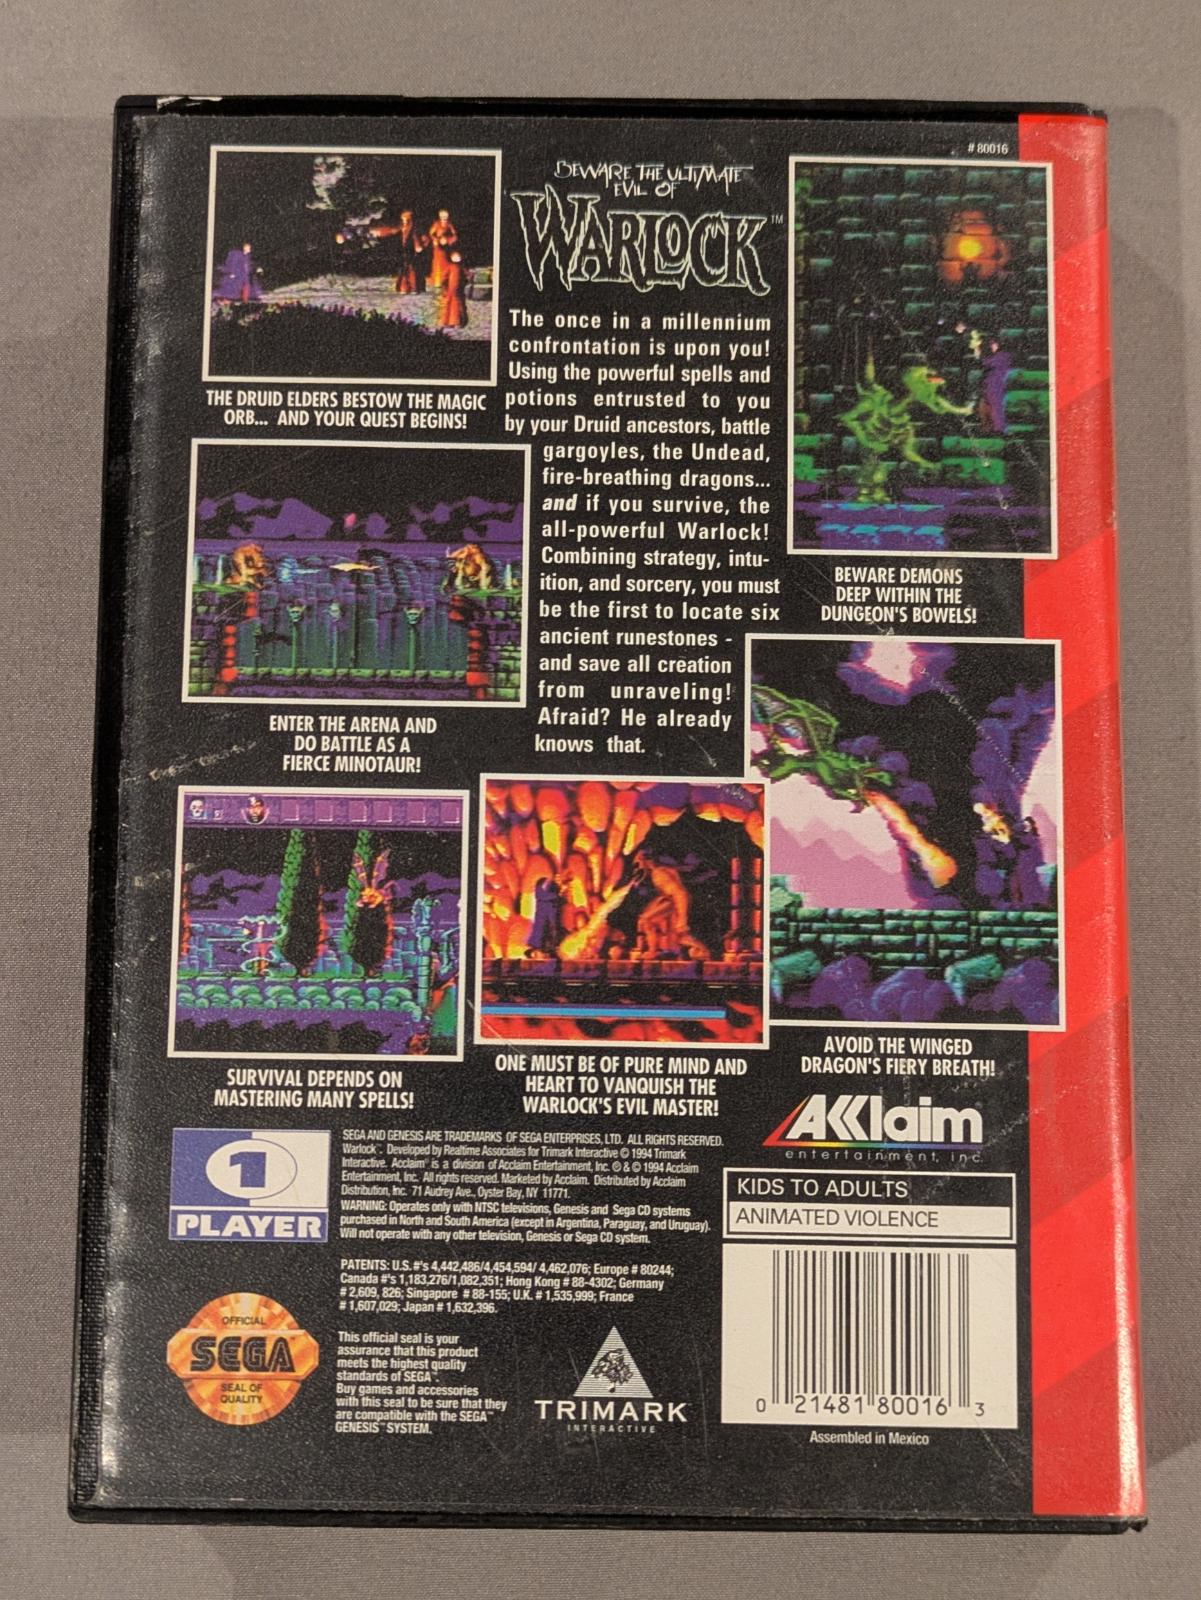 # 80016
BEWARE THE ULTIMATE
EVIL OF
WARLOCK™
The once in a millennium
confrontation is upon you!
Using the powerful spells and
potions entrusted to you
by your Druid ancestors, battle
gargoyles, the Undead,
fire-breathing dragons...
and if you survive, the
all-powerful Warlock!
Combining strategy, intu-
ition, and sorcery, you must
be the first to locate six
ancient runestones -
and save all creation
from unraveling!
Afraid? He already
knows that.
THE DRUID ELDERS BESTOW THE MAGIC
ORB... AND YOUR QUEST BEGINS!
BEWARE DEMONS
DEEP WITHIN THE
DUNGEON'S BOWELS!
ENTER THE ARENA AND
DO BATTLE AS A
FIERCE MINOTAUR!
SURVIVAL DEPENDS ON
MASTERING MANY SPELLS!
ONE MUST BE OF PURE MIND AND
HEART TO VANQUISH THE
WARLOCK'S EVIL MASTER!
AVOID THE WINGED
DRAGON'S FIERY BREATH!
AKKlaim
entertainment, inc.
1
PLAYER
SEGA AND GENESIS ARE TRADEMARKS OF SEGA ENTERPRISES, LTD. ALL RIGHTS RESERVED.
Warlock™. Developed by Realtime Associates for Trimark Interactive © 1994 Trimark
Interactive. Acclaim® is a division of Acclaim Entertainment, Inc. ® & © 1994 Acclaim
Entertainment, Inc. All rights reserved. Marketed by Acclaim. Distributed by Acclaim
Distribution, Inc. 71 Audrey Ave., Oyster Bay, NY 11771.
WARNING: Operates only with NTSC televisions, Genesis and Sega CD systems
purchased in North and South America (except in Argentina, Paraguay, and Uruguay).
Will not operate with any other television, Genesis or Sega CD system.
PATENTS: U.S. #'s 4,442,486/4,454,594/ 4,462,076; Europe # 80244;
Canada #'s 1,183,276/1,082,351; Hong Kong # 88-4302; Germany
# 2,609, 826; Singapore # 88-155; U.K. # 1,535,999; France
# 1,607,029; Japan # 1,632,396.
KIDS TO ADULTS
ANIMATED VIOLENCE
OFFICIAL
SEGA™
SEAL OF
QUALITY
This official seal is your
assurance that this product
meets the highest quality
standards of SEGA™.
Buy games and accessories
with this seal to be sure that they
are compatible with the SEGA™
GENESIS™ SYSTEM.
TRIMARK
INTERACTIVE
0 21481 80016 3
Assembled in Mexico